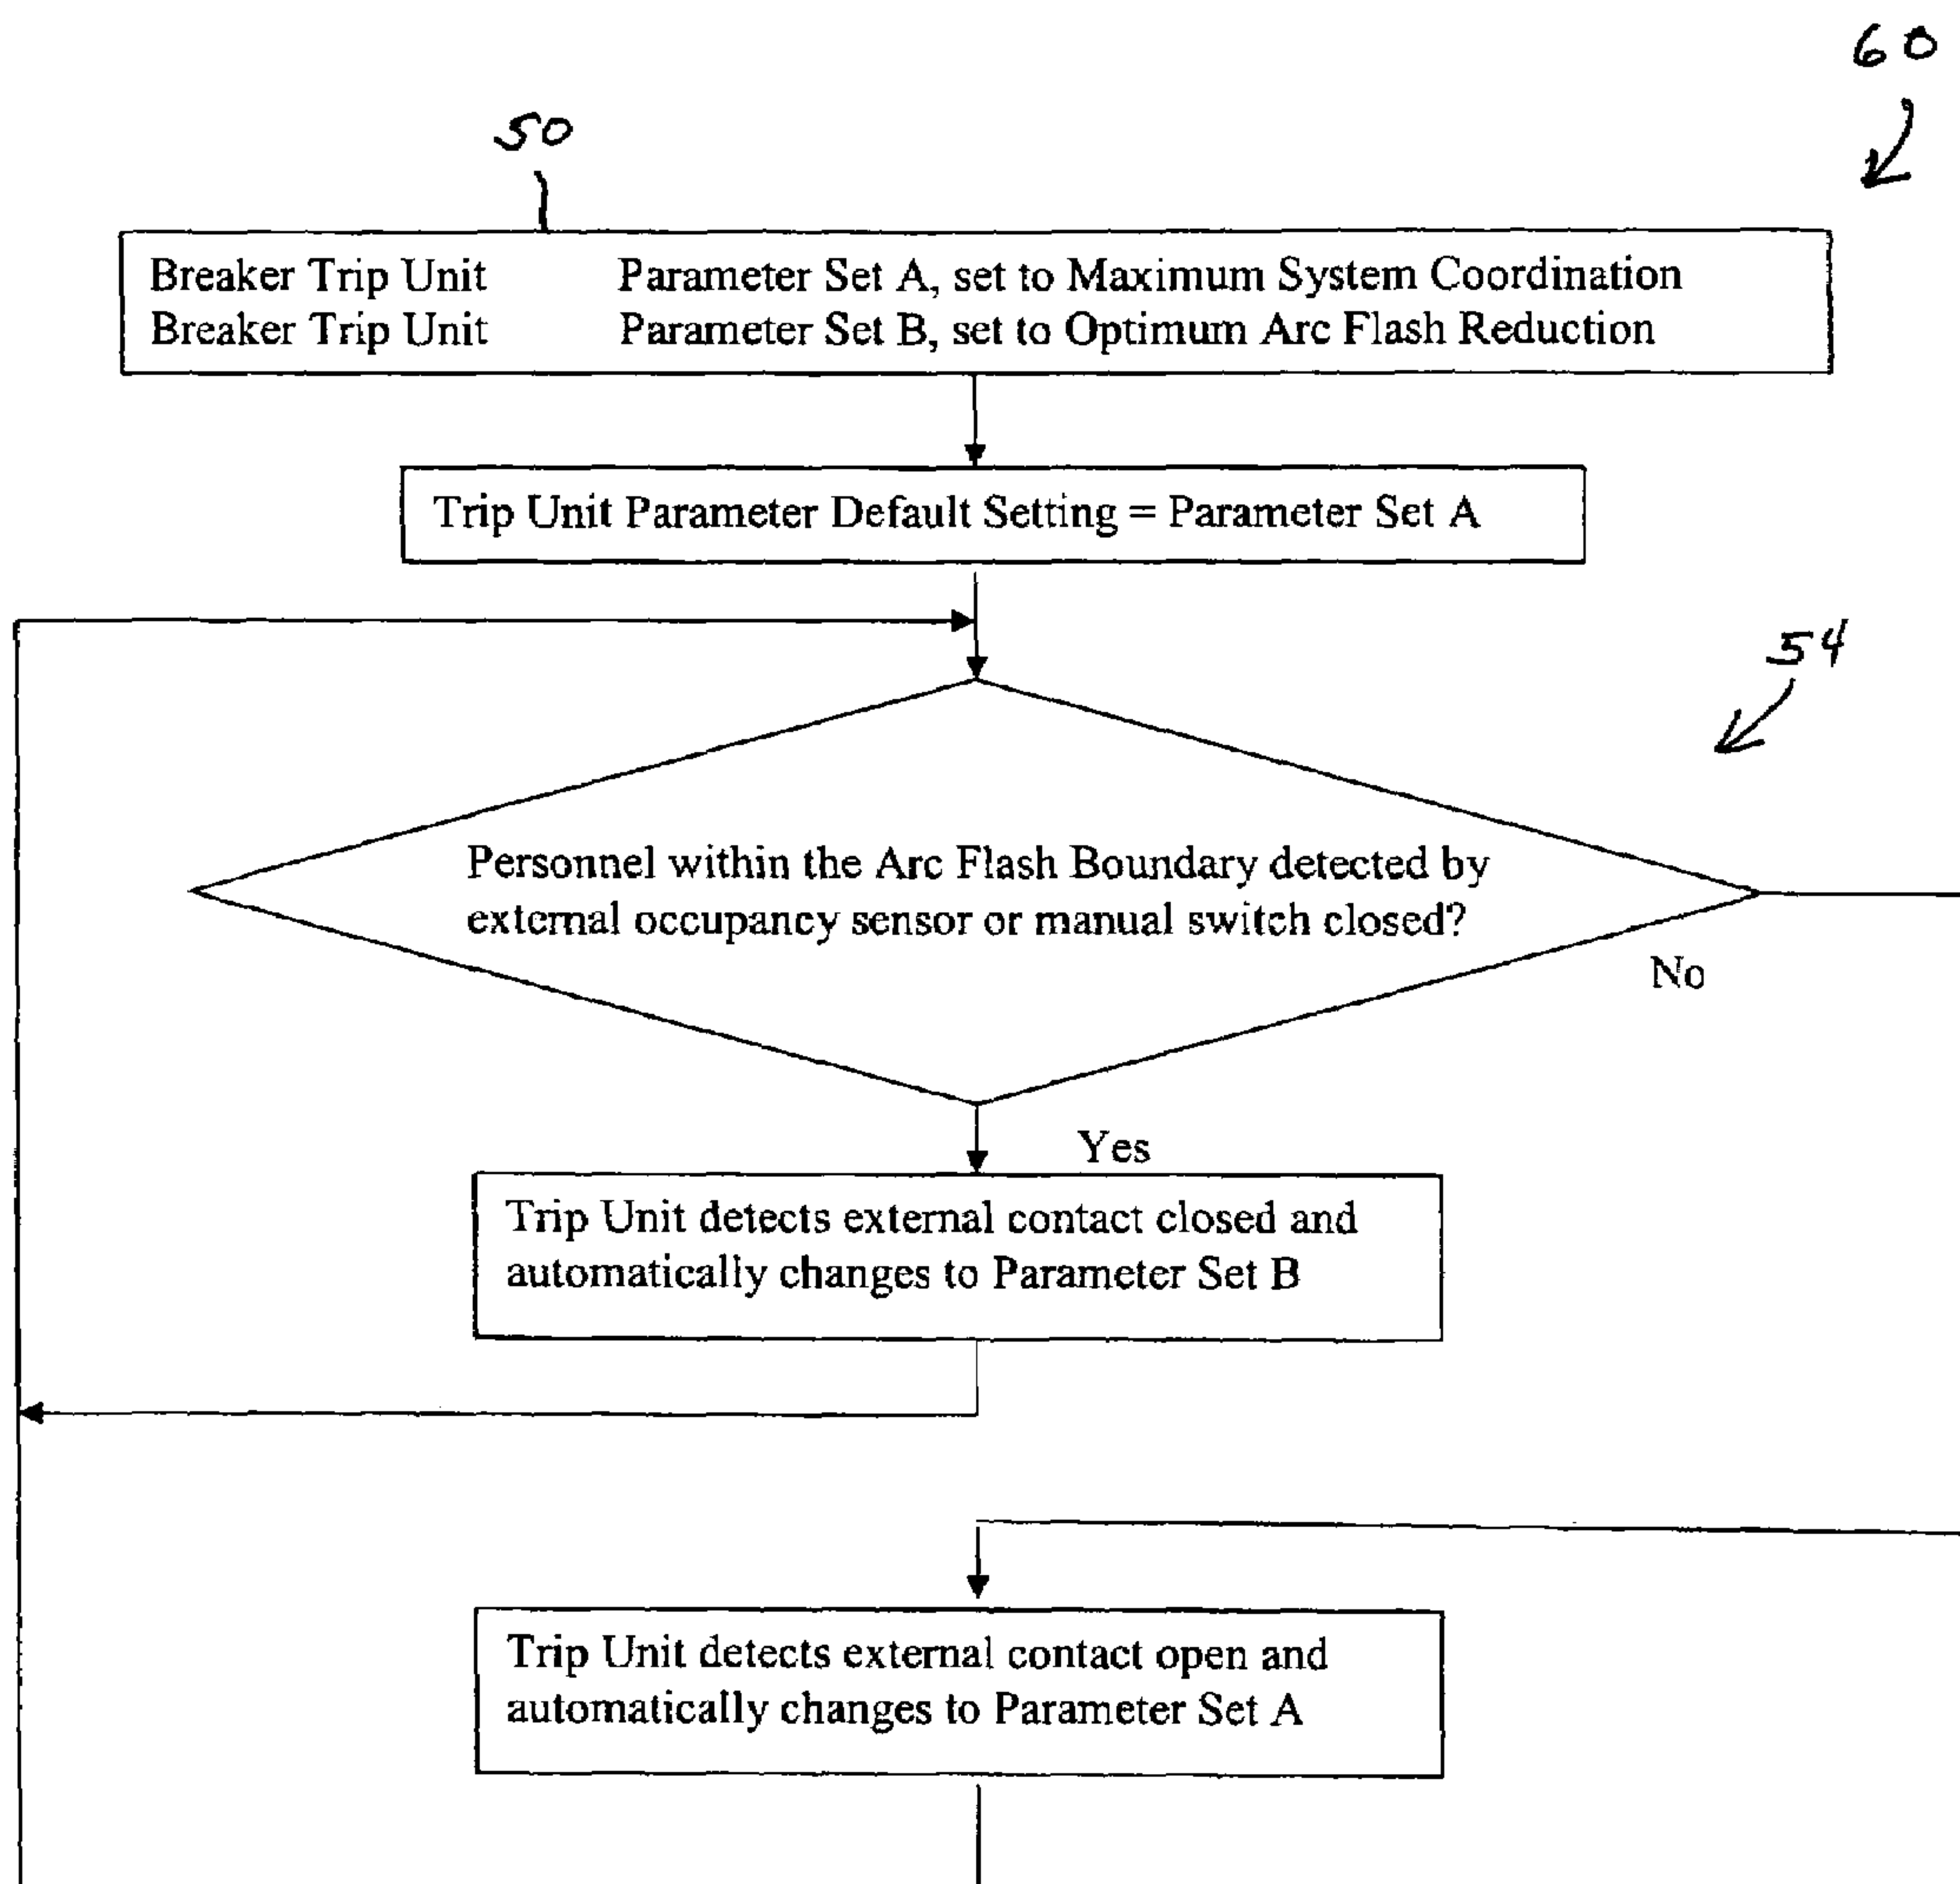 60
50
Breaker Trip Unit Parameter Set A, set to Maximum System Coordination
Breaker Trip Unit Parameter Set B, set to Optimum Arc Flash Reduction
Trip Unit Parameter Default Setting = Parameter Set A
54
Personnel within the Arc Flash Boundary detected by
external occupancy sensor or manual switch closed?
No
Yes
Trip Unit detects external contact closed and
automatically changes to Parameter Set B
Trip Unit detects external contact open and
automatically changes to Parameter Set A